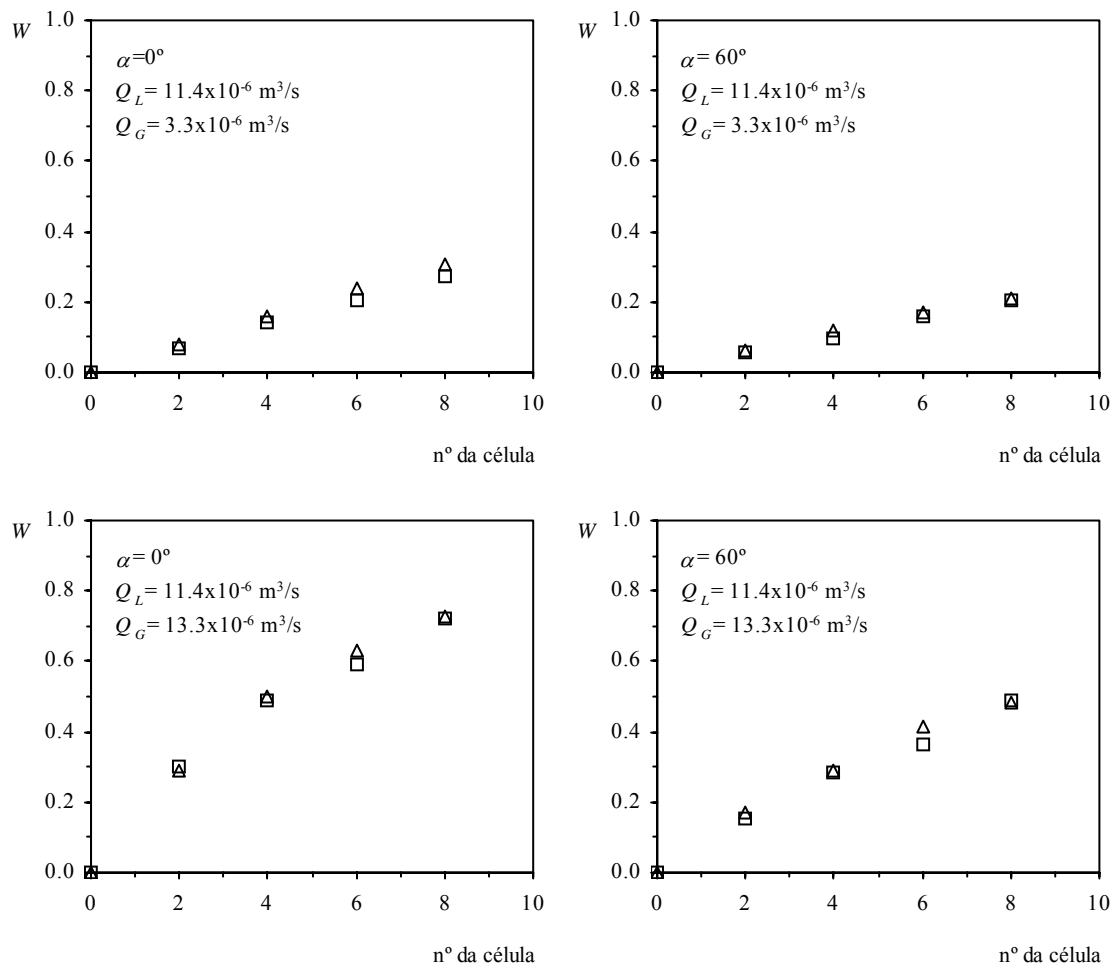 W
1.0
0.8
0.6
0.4
0.2
0.0
α=0º
Q_L= 11.4x10⁻⁶ m³/s
Q_G= 3.3x10⁻⁶ m³/s
0 2 4 6 8 10
nº da célula
W
1.0
0.8
0.6
0.4
0.2
0.0
α= 60º
Q_L= 11.4x10⁻⁶ m³/s
Q_G= 3.3x10⁻⁶ m³/s
0 2 4 6 8 10
nº da célula
W
1.0
0.8
0.6
0.4
0.2
0.0
α= 0º
Q_L= 11.4x10⁻⁶ m³/s
Q_G= 13.3x10⁻⁶ m³/s
0 2 4 6 8 10
nº da célula
W
1.0
0.8
0.6
0.4
0.2
0.0
α= 60º
Q_L= 11.4x10⁻⁶ m³/s
Q_G= 13.3x10⁻⁶ m³/s
0 2 4 6 8 10
nº da célula